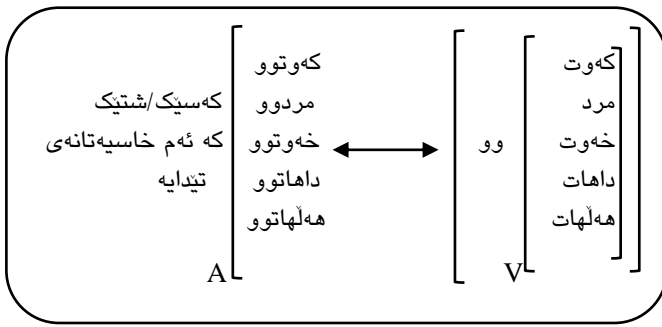 کەوت
مرد
خەوت
داهات
هەڵهات
V
وو
کەوتوو
مردوو
خەوتوو
داهاتوو
هەڵهاتوو
A
کەسێک/شتێک
کە ئەم خاسیەتانەی
تێدایە